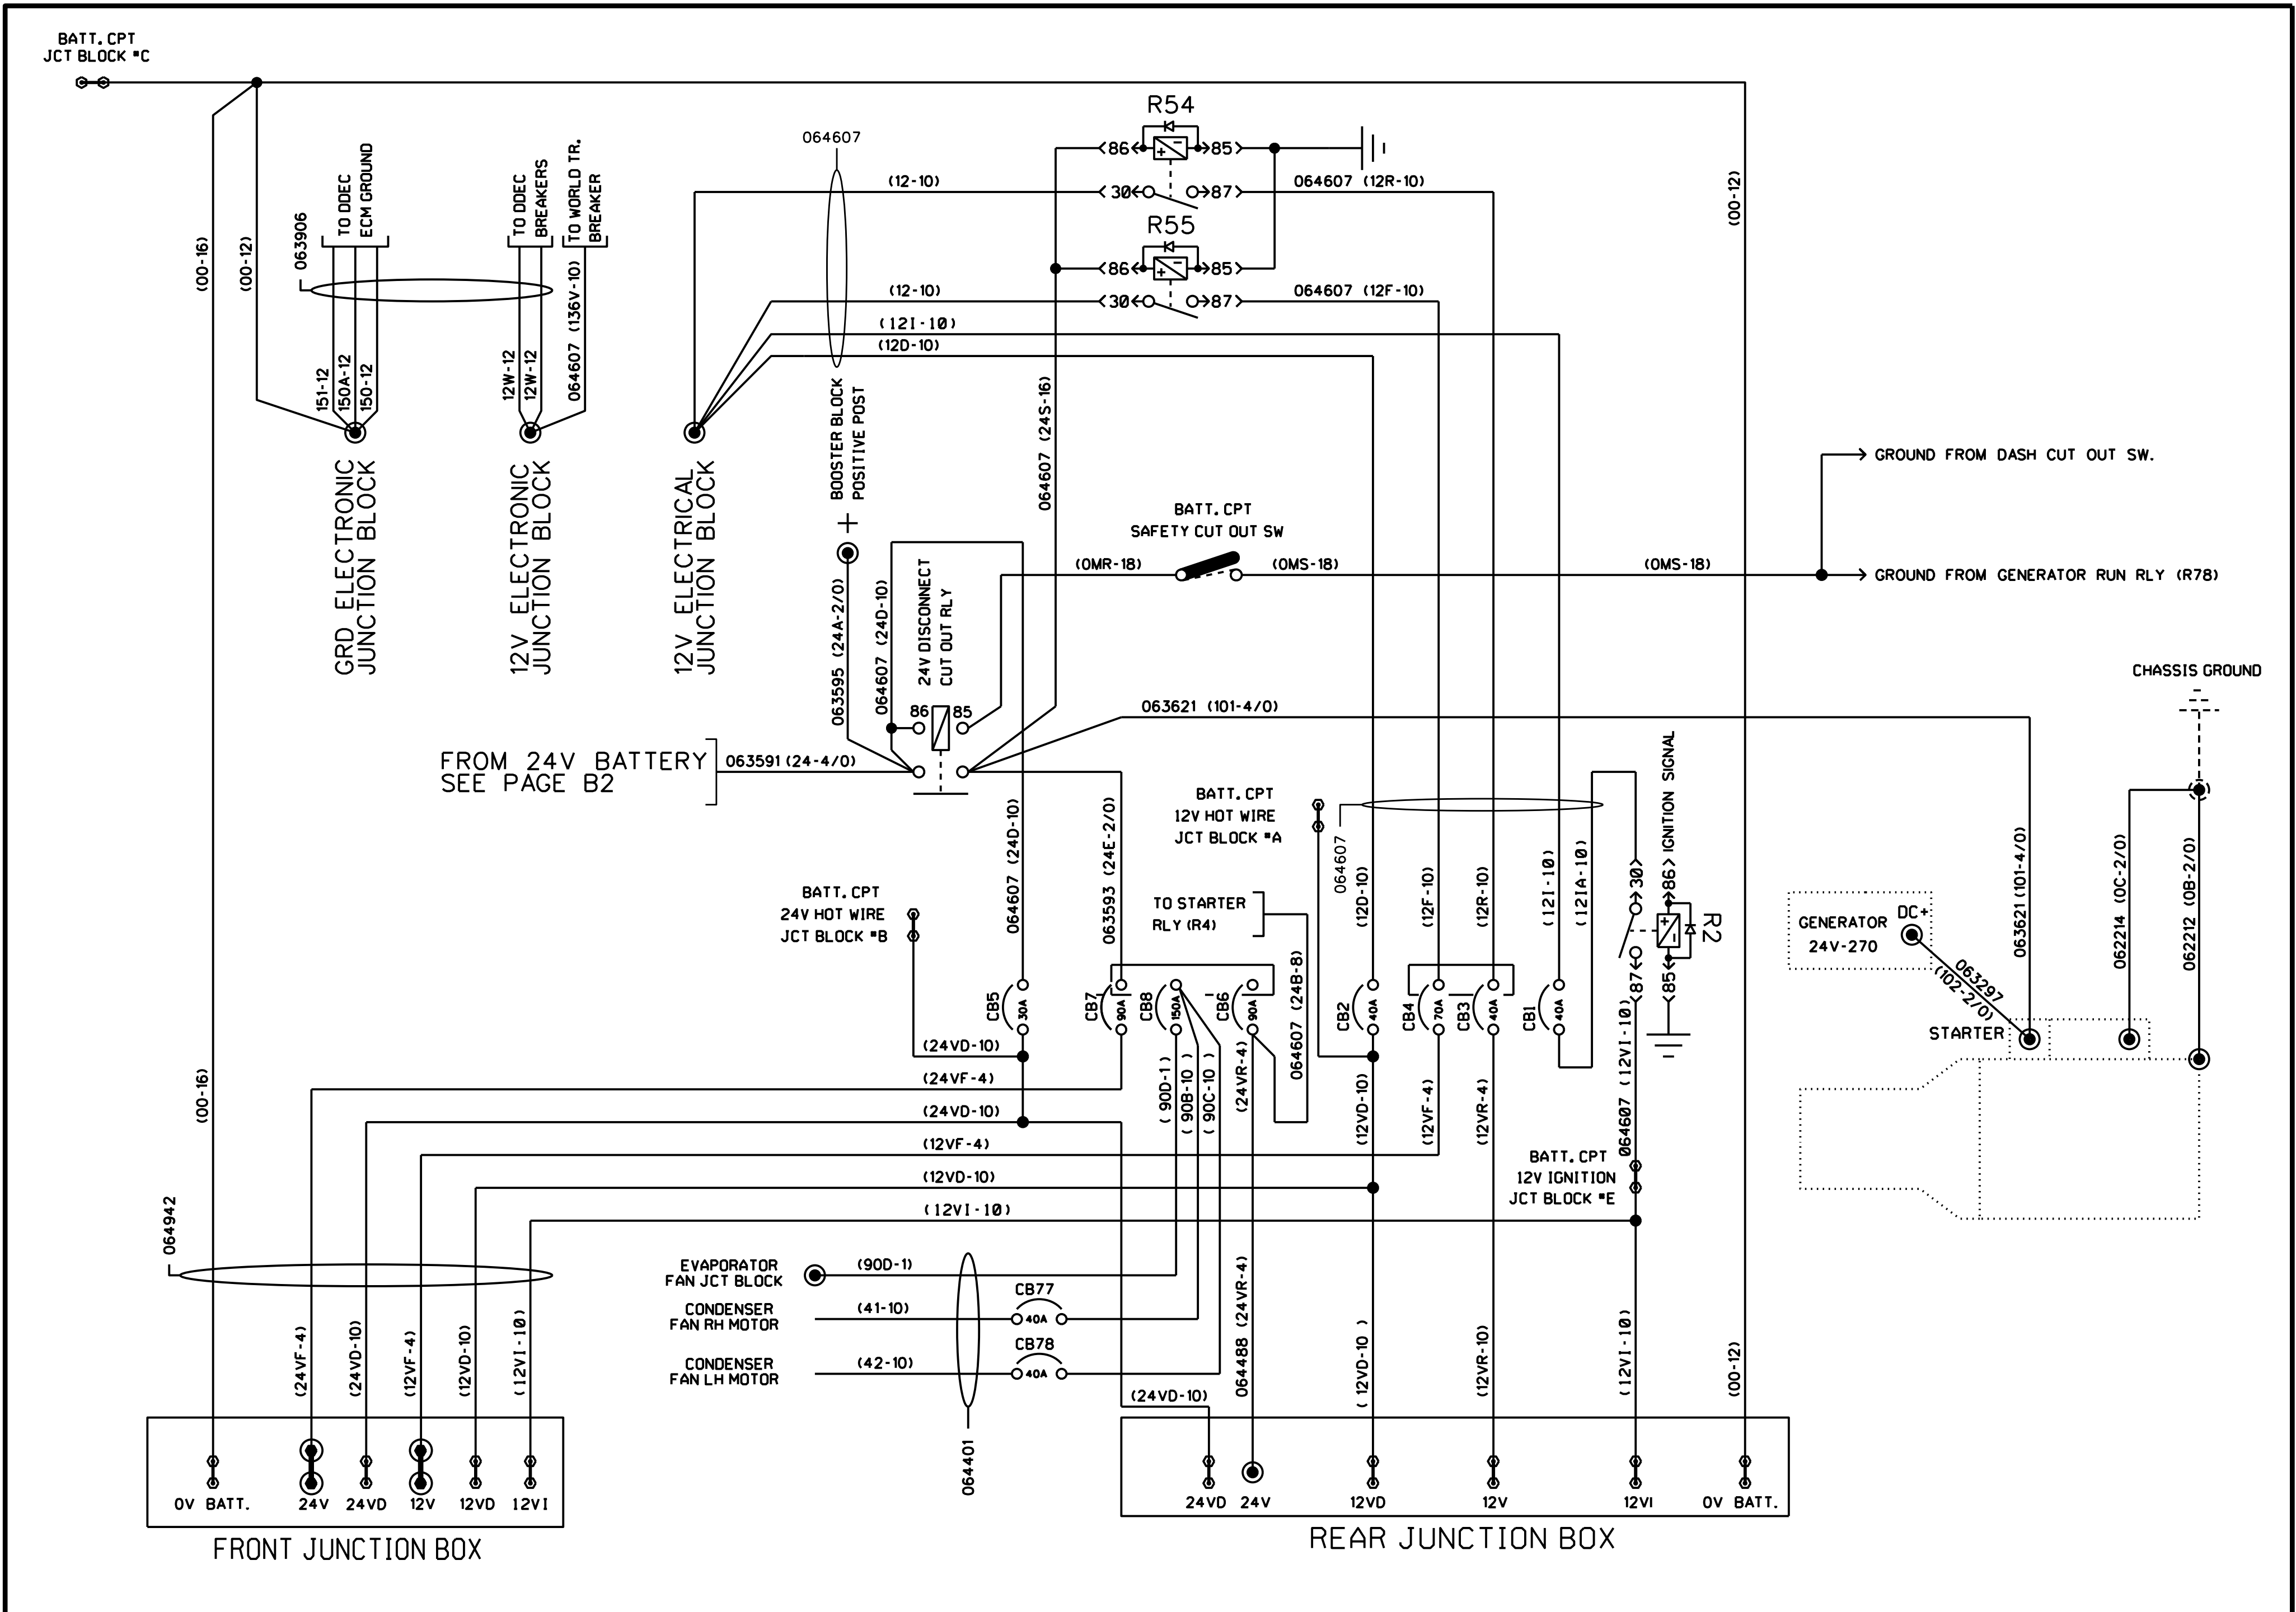 BATT. CPT
JCT BLOCK "C
R54
064607
86
85
(12-10)
30
87
064607 (12R-10)
R55
86
85
(12-10)
30
87
064607 (12F-10)
(12I-10)
(12D-10)
(00-16)
(00-12)
063906
TO DDEC
ECM GROUND
TO DDEC
BREAKERS
TO WORLD TR.
BREAKER
151-12
150A-12
150-12
12W-12
12W-12
064607 (136V-10)
(00-12)
GRD ELECTRONIC
JUNCTION BLOCK
12V ELECTRONIC
JUNCTION BLOCK
12V ELECTRICAL
JUNCTION BLOCK
BOOSTER BLOCK
POSITIVE POST
+
064607 (24S-16)
063595 (24A-2/0)
064607 (24D-10)
24V DISCONNECT
CUT OUT RLY
86
85
BATT. CPT
SAFETY CUT OUT SW
(0MR-18)
(0MS-18)
(0MS-18)
GROUND FROM DASH CUT OUT SW.
GROUND FROM GENERATOR RUN RLY (R78)
CHASSIS GROUND
063621 (101-4/0)
FROM 24V BATTERY
SEE PAGE B2
063591 (24-4/0)
BATT. CPT
12V HOT WIRE
JCT BLOCK "A
BATT. CPT
24V HOT WIRE
JCT BLOCK "B
064607 (24D-10)
063593 (24E-2/0)
TO STARTER
RLY (R4)
064607 (24B-8)
064607
(12D-10)
(12F-10)
(12R-10)
(12I-10)
(12IA-10)
30
87
86
85
IGNITION SIGNAL
R2
GENERATOR
24V-270
DC+
063297
(102-2/0)
063621 (101-4/0)
062214 (0C-2/0)
062212 (0B-2/0)
STARTER
CB5
30A
CB7
90A
CB8
150A
CB6
90A
CB2
40A
CB4
70A
CB3
40A
CB1
40A
(24VD-10)
(24VF-4)
(24VD-10)
(12VF-4)
(12VD-10)
(12VI-10)
(90D-1)
(90B-10)
(90C-10)
(24VR-4)
(12VD-10)
(12VF-4)
(12VR-4)
064607 (12VI-10)
BATT. CPT
12V IGNITION
JCT BLOCK "E
(00-16)
064942
EVAPORATOR
FAN JCT BLOCK
(90D-1)
CONDENSER
FAN RH MOTOR
(41-10)
CB77
40A
CONDENSER
FAN LH MOTOR
(42-10)
CB78
40A
064401
(24VD-10)
064488 (24VR-4)
(12VD-10)
(12VR-10)
(12VI-10)
(00-12)
(24VF-4)
(24VD-10)
(12VF-4)
(12VD-10)
(12VI-10)
0V BATT.
24V
24VD
12V
12VD
12VI
FRONT JUNCTION BOX
24VD
24V
12VD
12V
12VI
0V BATT.
REAR JUNCTION BOX